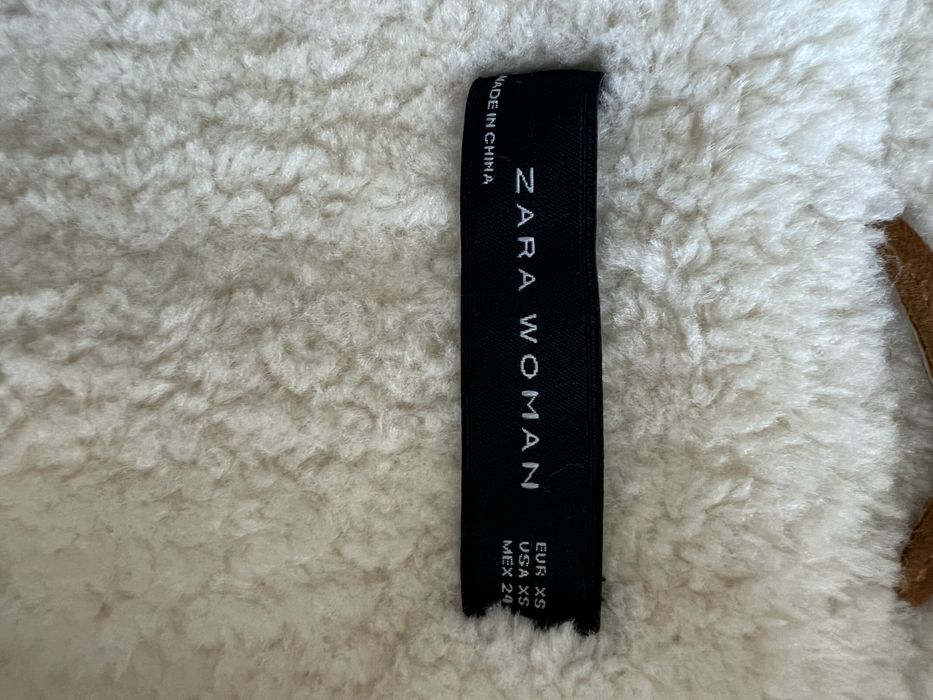 MADE IN CHINA
ZARA WOMAN
EUR XS
USA XS
MEX 24